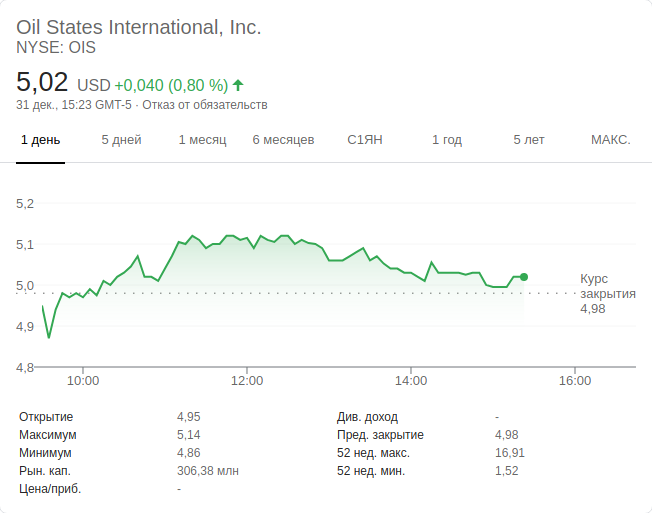 Oil States International, Inc.
NYSE: OIS
5,02 USD +0,040 (0,80 %)
31 дек., 15:23 GMT-5 · Отказ от обязательств
1 день 5 дней 1 месяц 6 месяцев С1ЯН 1 год 5 лет МАКС.
5,2
5,1
5,0
4,9
4,8
Курс
закрытия
4,98
10:00 12:00 14:00 16:00
Открытие 4,95 Див. доход -
Максимум 5,14 Пред. закрытие 4,98
Минимум 4,86 52 нед. макс. 16,91
Рын. кап. 306,38 млн 52 нед. мин. 1,52
Цена/приб. -